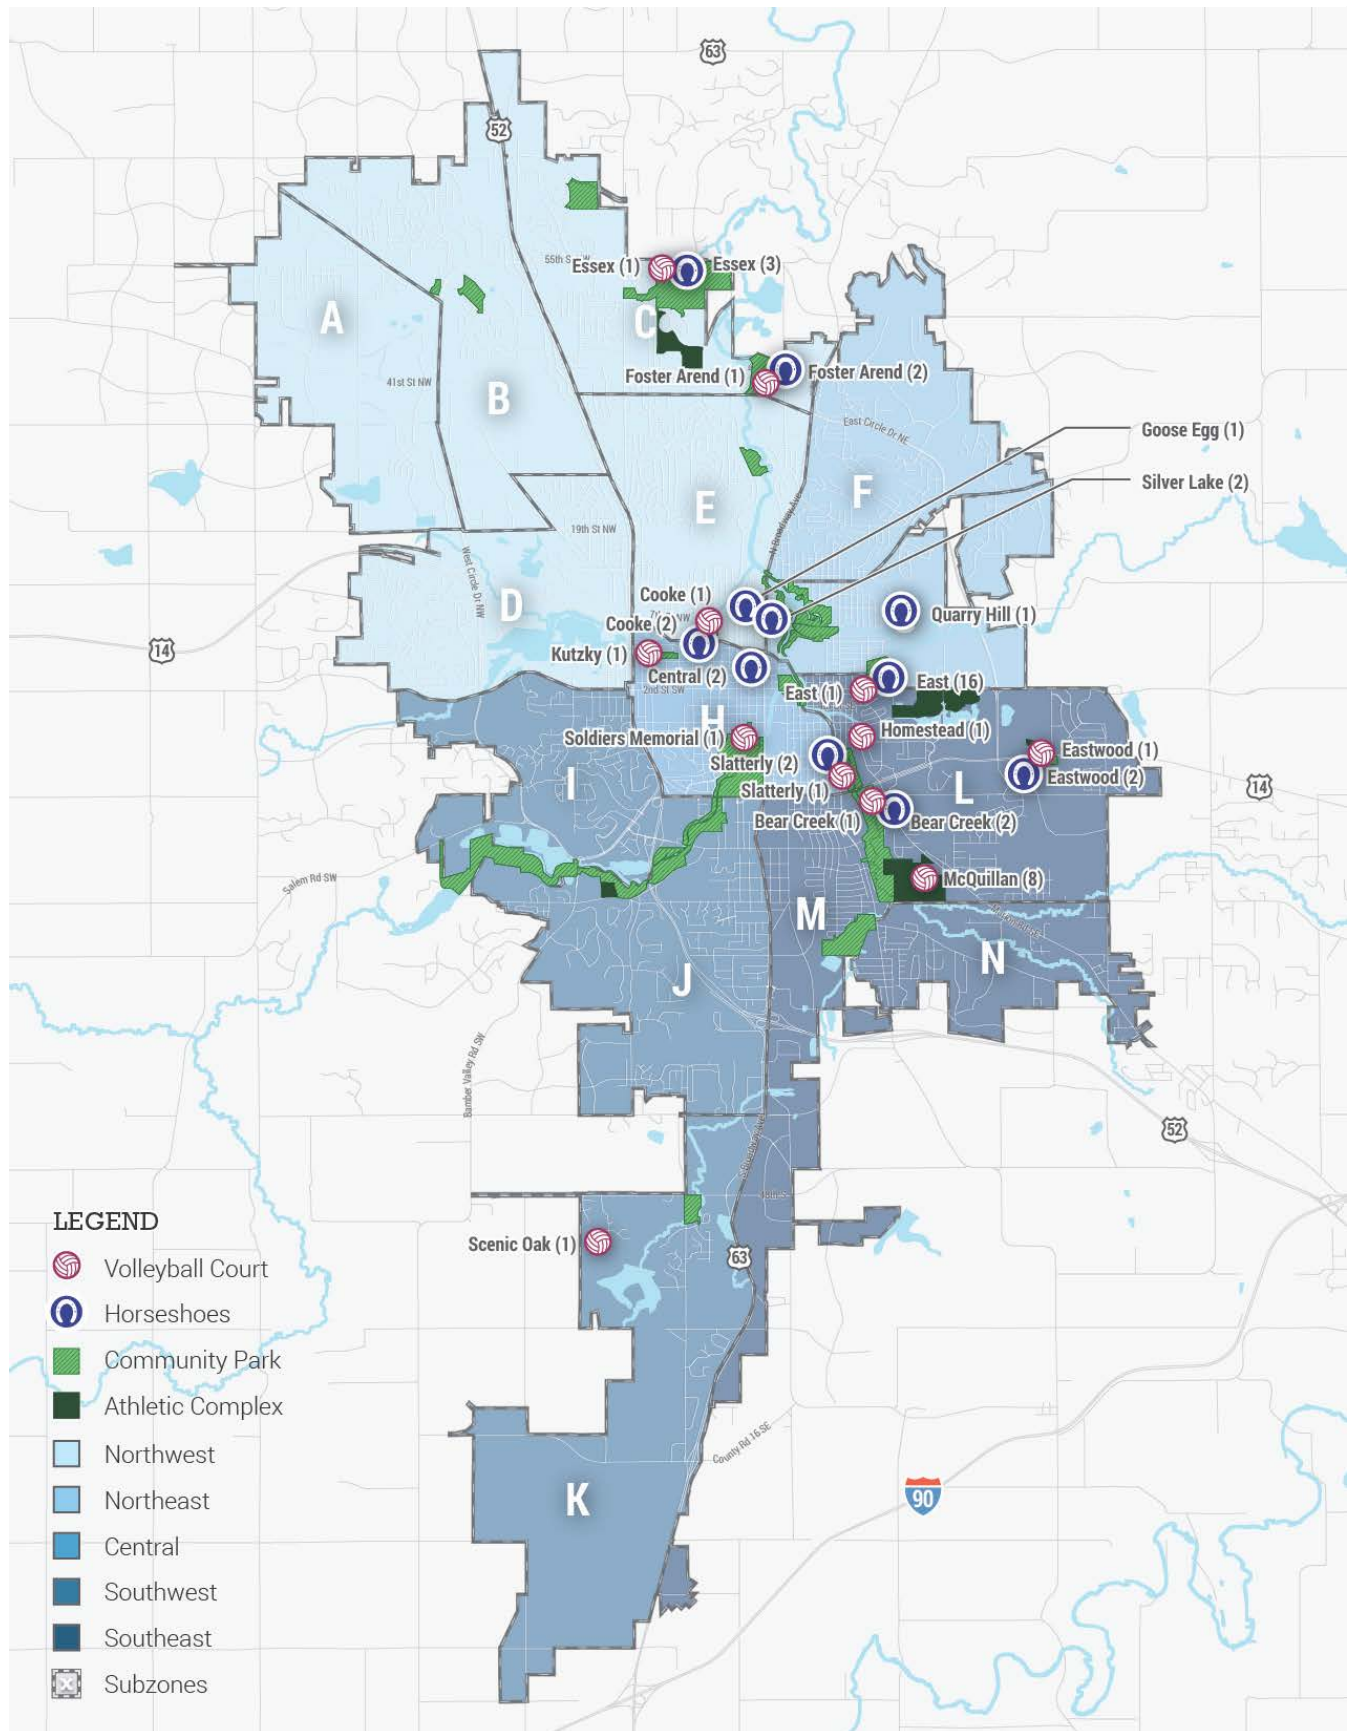 63
52
55th S
W
Essex (1)
Essex (3)
C
A
Foster Arend (1)
Foster Arend (2)
41st St NW
B
East Circle Dr NE
Goose Egg (1)
Silver Lake (2)
E
F
N Broadway Ave
19th St NW
West Circle Dr NW
D
Cooke (1)
Cooke (2)
Quarry Hill (1)
14
Kutzky (1)
Central (2)
2nd St SW
East (1)
East (16)
H
Soldiers Memorial (1)
Homestead (1)
Slatterly (2)
Eastwood (1)
Eastwood (2)
I
Slatterly (1)
L
14
Bear Creek (1)
Bear Creek (2)
Salem Rd SW
McQuillan (8)
M
N
J
Bamber Valley Rd SW
52
S Broadway Ave
LEGEND
Scenic Oak (1)
63
Volleyball Court
Horseshoes
Community Park
Athletic Complex
Northwest
County Rd 16 SE
K
90
Northeast
Central
Southwest
Southeast
X
Subzones